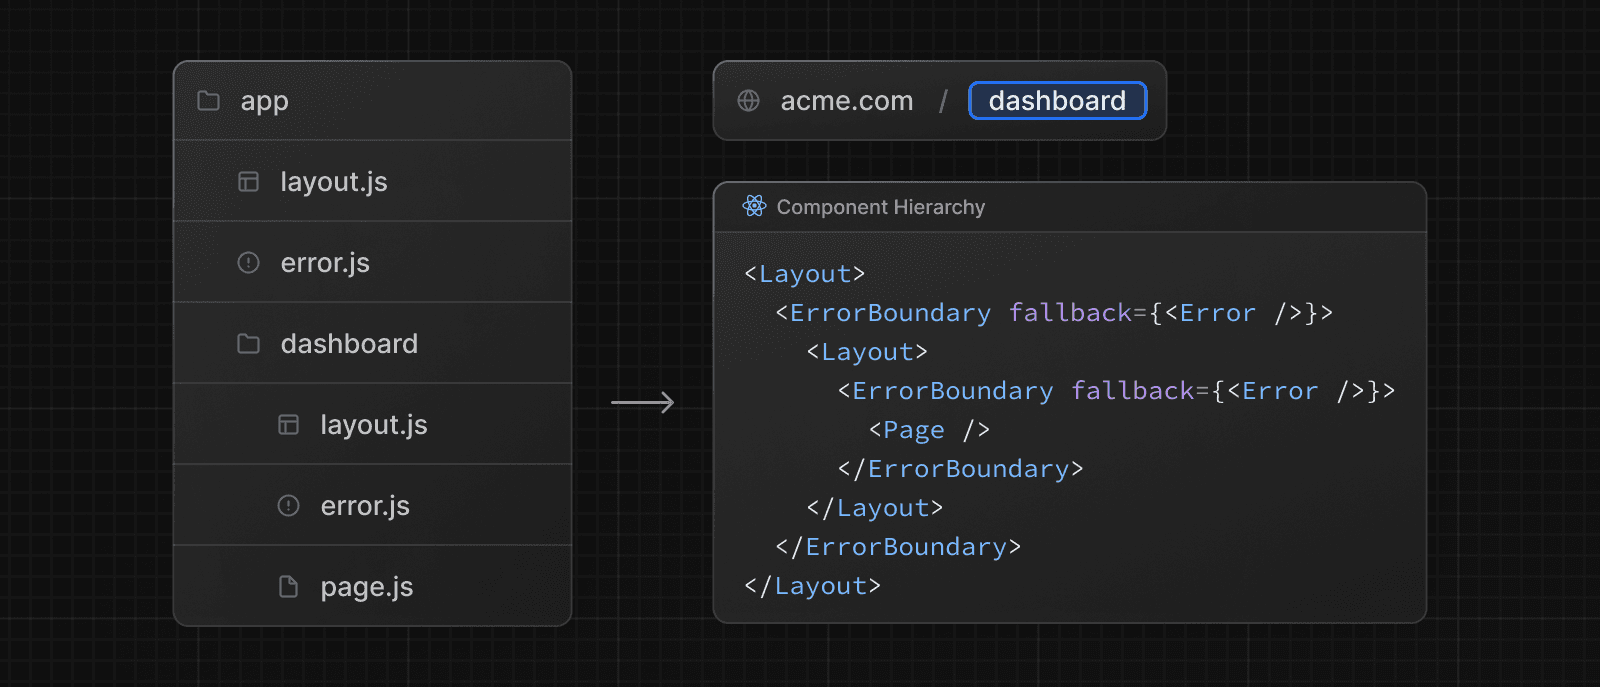 app
layout.js
error.js
dashboard
layout.js
error.js
page.js
acme.com / dashboard
Component Hierarchy
<Layout>
<ErrorBoundary fallback={<Error />}>
<Layout>
<ErrorBoundary fallback={<Error />}>
<Page />
</ErrorBoundary>
</Layout>
</ErrorBoundary>
</Layout>